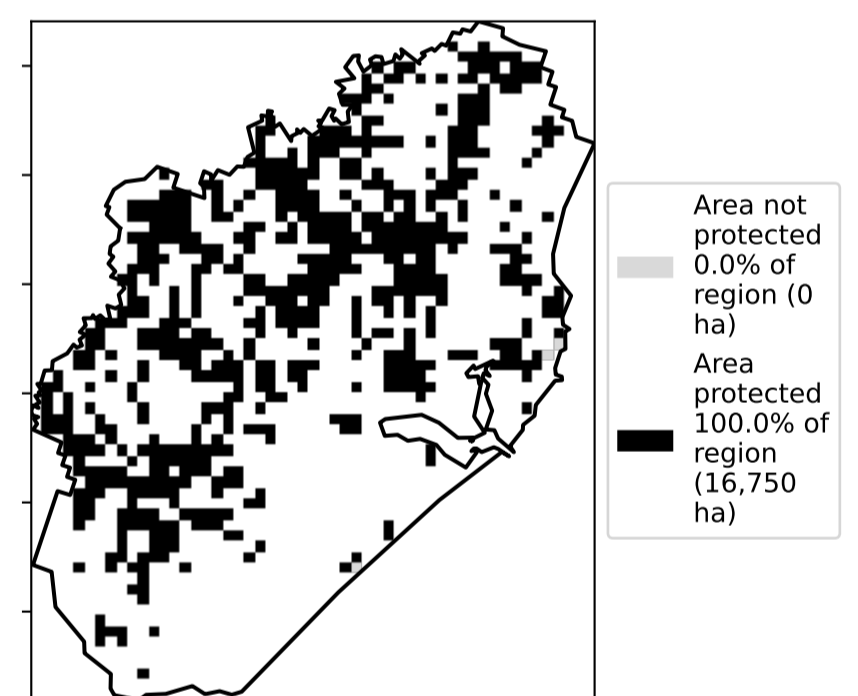 Area not
protected
0.0% of
region (0
ha)
Area
protected
100.0% of
region
(16,750
ha)